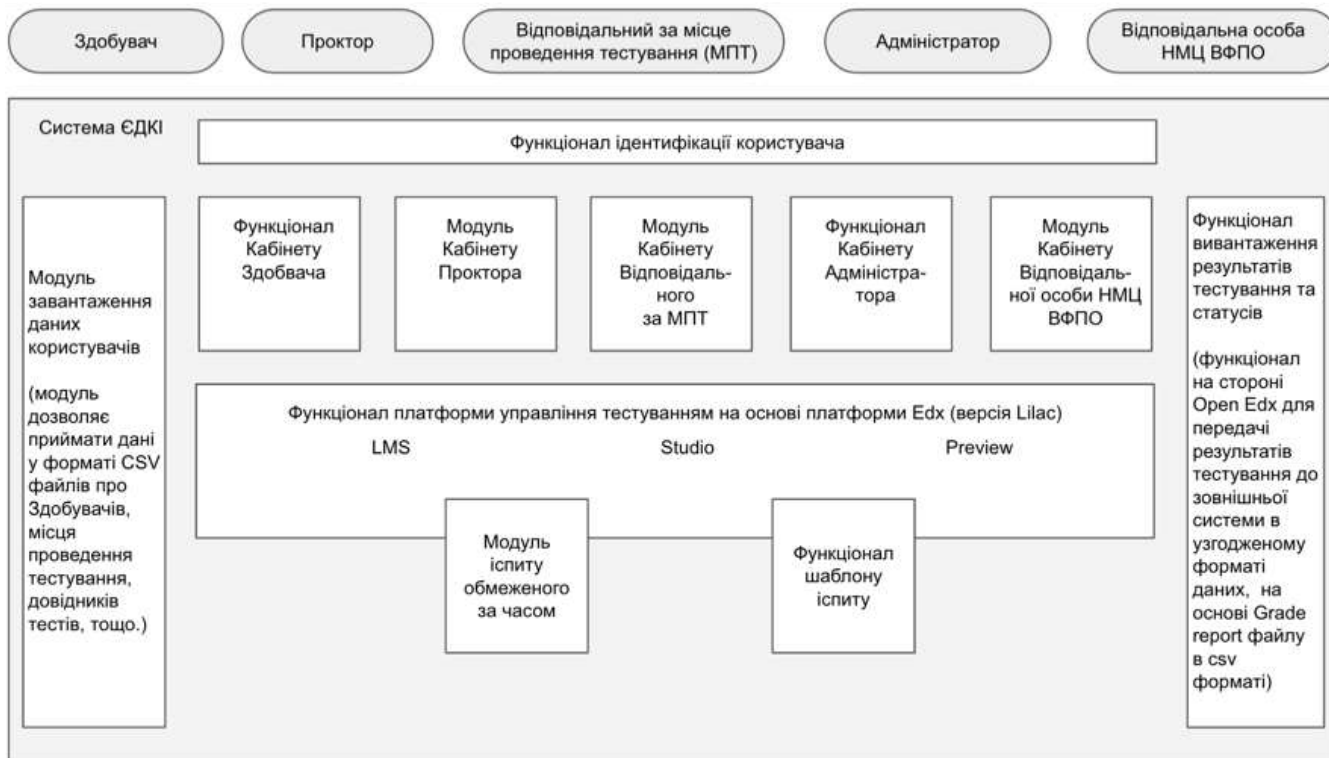 Здобувач
Проктор
Відповідальний за місце
проведення тестування (МПТ)
Адміністратор
Відповідальна особа
НМЦ ВФПО
Система ЄДКІ
Функціонал ідентифікації користувача
Модуль
завантаження
даних
користувачів
(модуль
дозволяє
приймати дані
у форматі CSV
файлів про
Здобувачів,
місця
проведення
тестування,
довідників
тестів, тощо.)
Функціонал
Кабінету
Здобвача
Модуль
Кабінету
Проктора
Модуль
Кабінету
Відповідаль-
ного
за МПТ
Функціонал
Кабінету
Адміністра-
тора
Модуль
Кабінету
Відповідаль-
ної особи НМЦ
ВФПО
Функціонал платформи управління тестуванням на основі платформи Edx (версія Lilac)
LMS
Studio
Preview
Модуль
іспиту
обмеженого
за часом
Функціонал
шаблону
іспиту
Функціонал
вивантаження
результатів
тестування та
статусів
(функціонал
на стороні
Open Edx для
передачі
результатів
тестування до
зовнішньої
системи в
узгодженому
форматі
даних, на
основі Grade
report файлу
в csv
форматі)